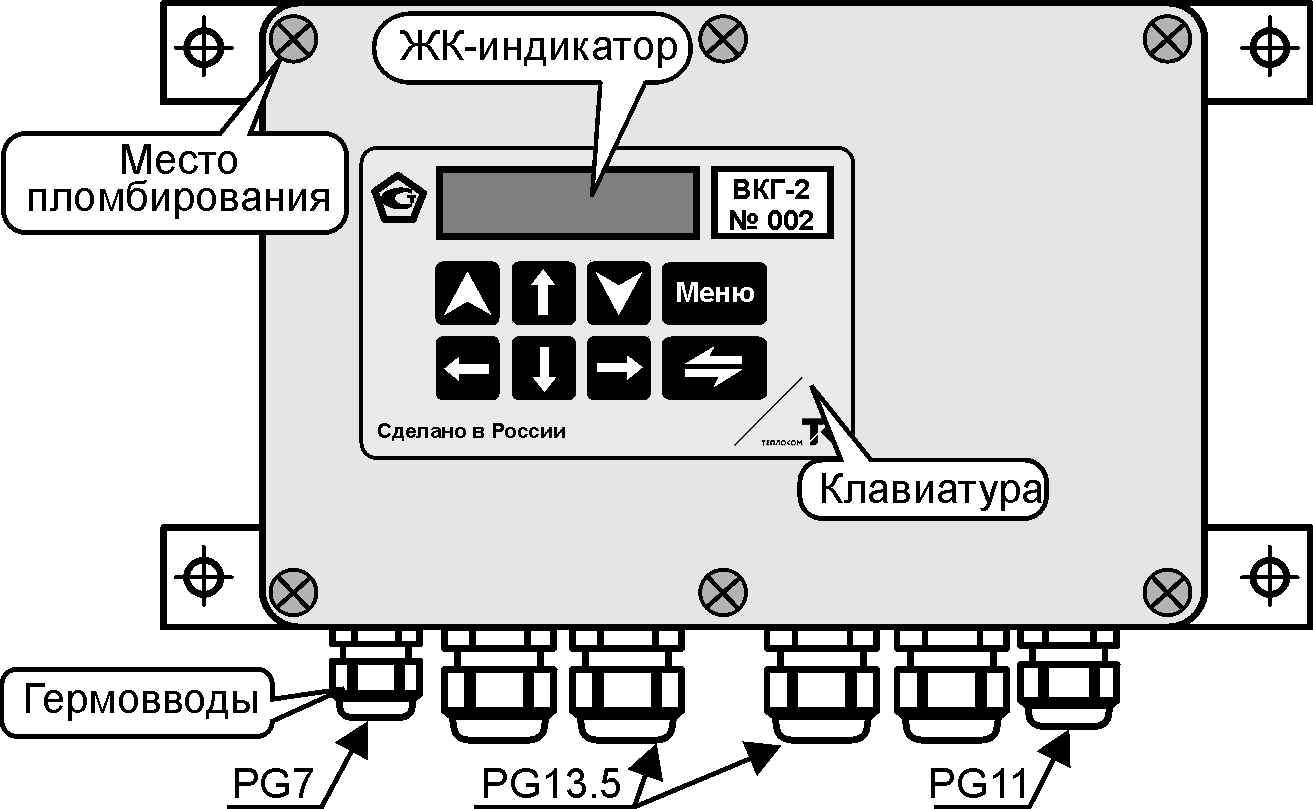 ЖК-индикатор
Место
пломбирования
ВКГ-2
№ 002
Меню
Сделано в России
ТЕПЛОКОМ
Клавиатура
Гермовводы
PG7
PG13.5
PG11